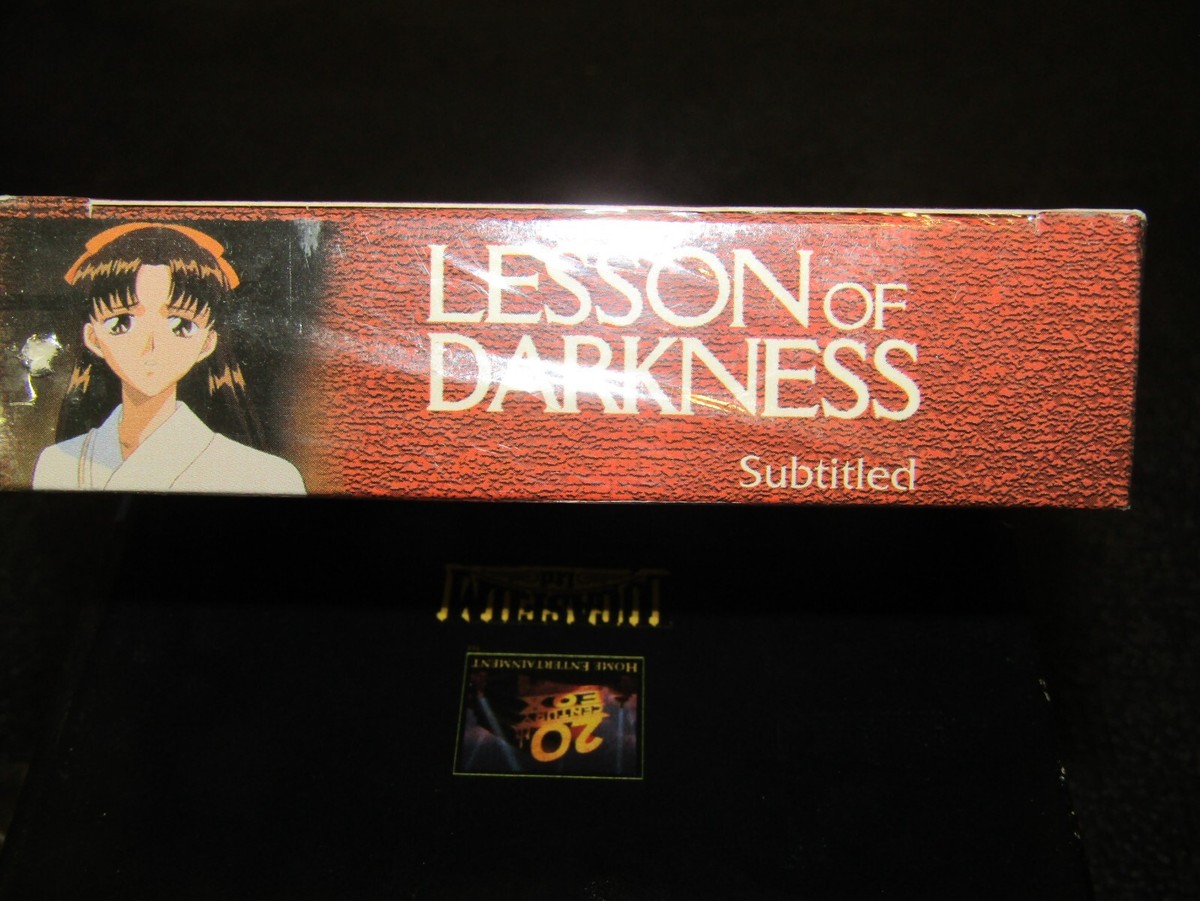 LESSON OF
DARKNESS
Subtitled
HOME ENTERTAINMENT
20
CENTURY
FOX